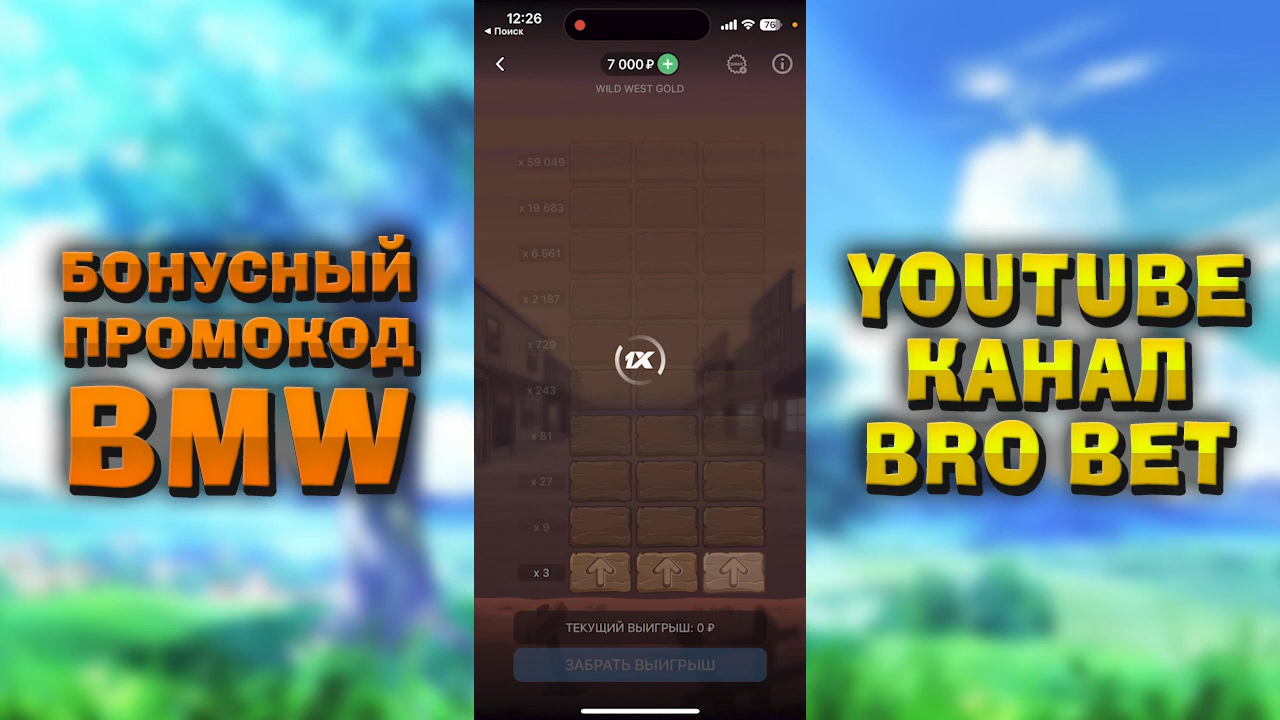 БОНУСНЫЙ
ПРОМОКОД
BMW
12:26
76
◀ Поиск
7 000 ₽
WILD WEST GOLD
x 59 049
x 19 683
x 6 561
x 2 187
x 729
1X
x 243
x 81
x 27
x 9
x 3
ТЕКУЩИЙ ВЫИГРЫШ: 0 ₽
ЗАБРАТЬ ВЫИГРЫШ
YOUTUBE
КАНАЛ
BRO BET